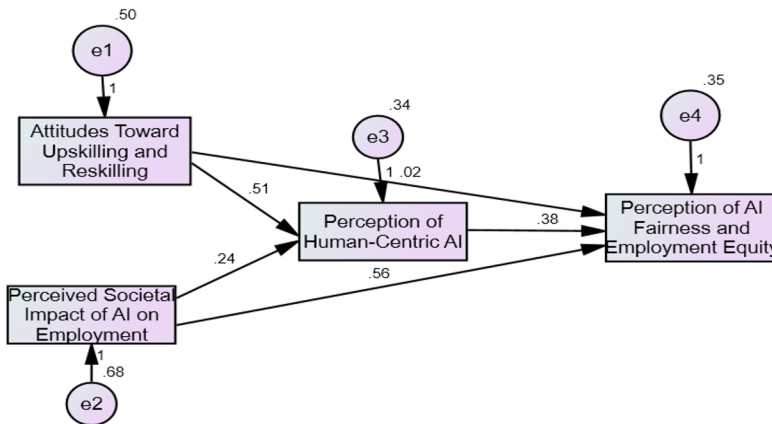 .50
e1
1
Attitudes Toward
Upskilling and
Reskilling
.34
e3
1
.02
.35
e4
1
.51
Perception of
Human-Centric AI
.38
Perception of AI
Fairness and
Employment Equity
.24
.56
Perceived Societal
Impact of AI on
Employment
1
.68
e2